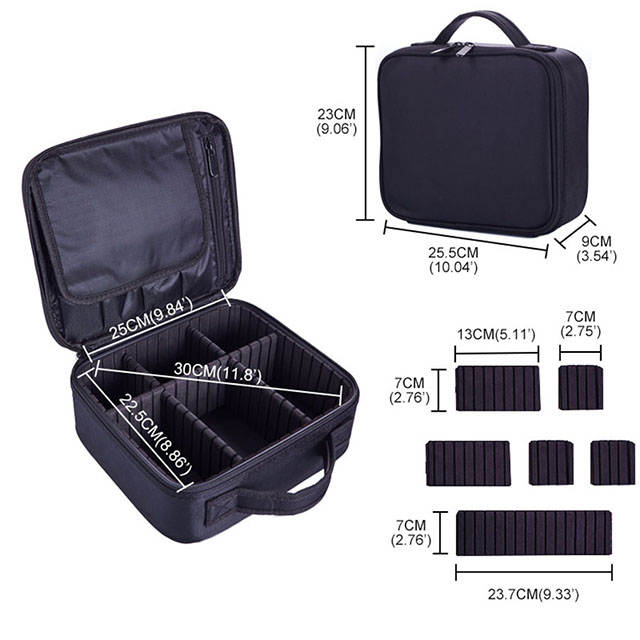 23CM
(9.06')
25.5CM
(10.04')
9CM
(3.54')
25CM(9.84')
30CM(11.8')
22.5CM(8.86')
13CM(5.11')
7CM
(2.75')
7CM
(2.76')
7CM
(2.76')
23.7CM(9.33')